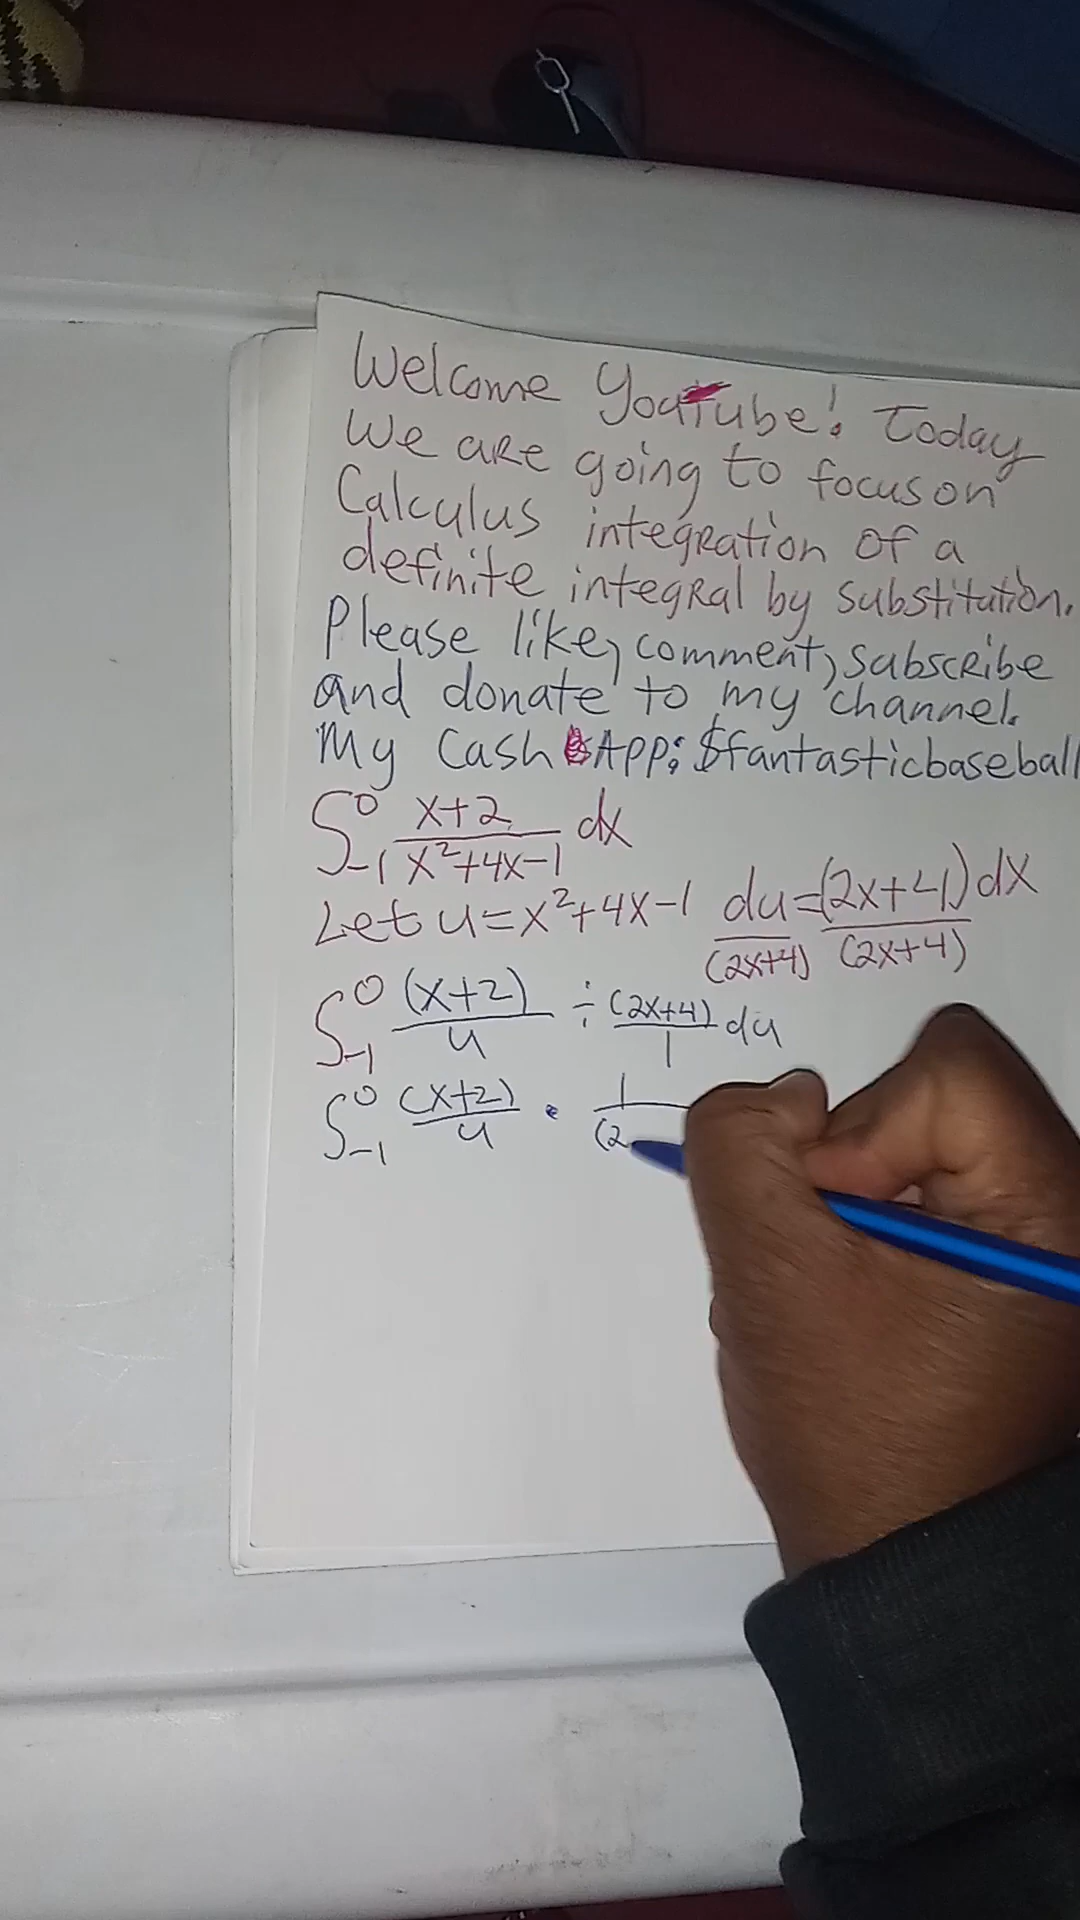 Welcome YouTube! Today
We are going to focus on
Calculus integration of a
definite integral by substitution.
Please like, comment, subscribe
and donate to my channel.
My Cash App: $fantasticbaseball
∫₋₁⁰ (x+2)/(x²+4x-1) dx
Let u=x²+4x-1 du/(2x+4)=(2x+4)dx/(2x+4)
∫₋₁⁰ (x+2)/u ÷ (2x+4)/1 du
∫₋₁⁰ (x+2)/u · 1/(2